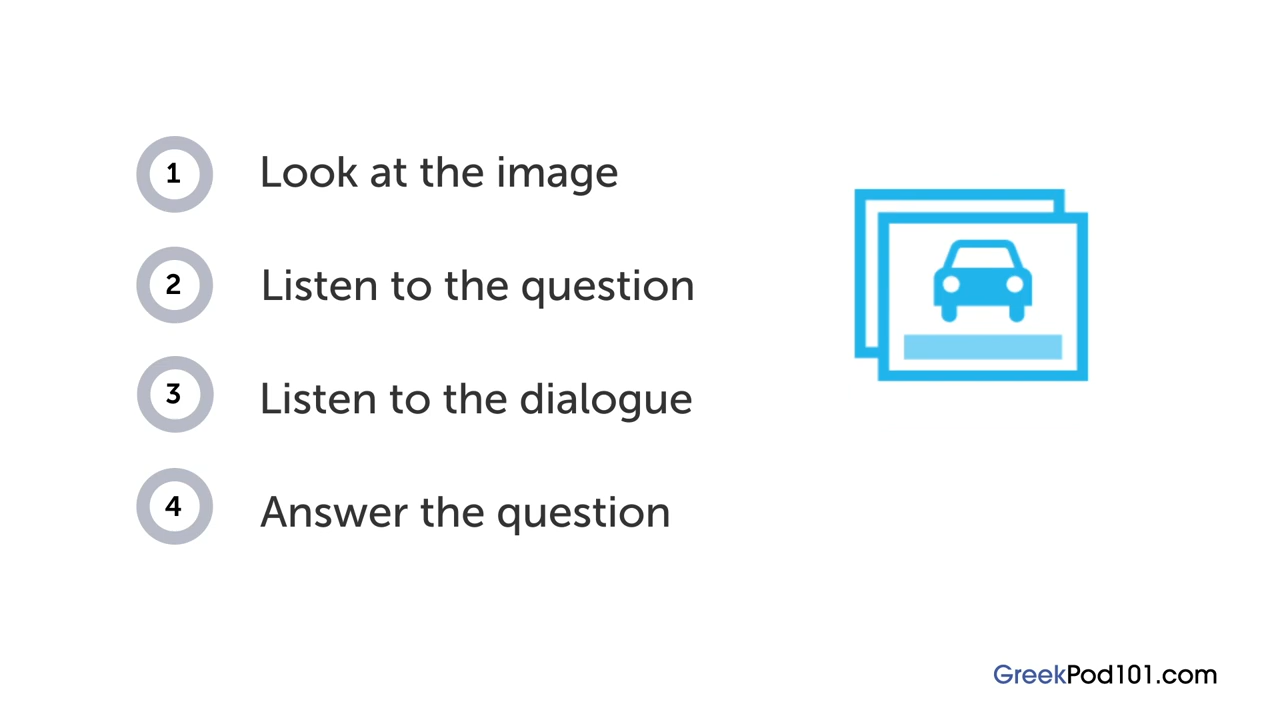 1 Look at the image
2 Listen to the question
3 Listen to the dialogue
4 Answer the question
GreekPod101.com